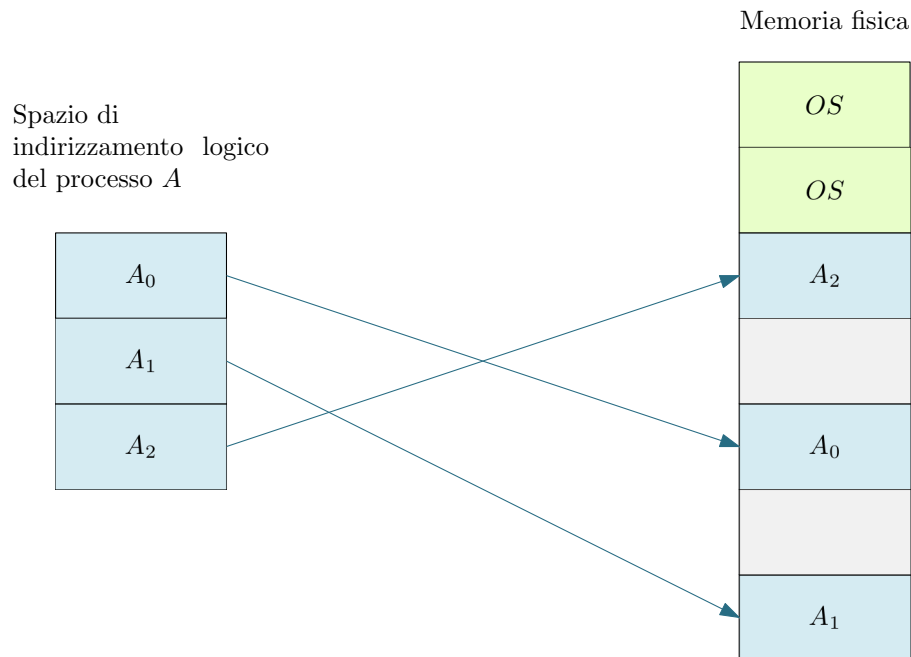 Memoria fisica
Spazio di
indirizzamento logico
del processo A
OS
OS
A₀
A₁
A₂
A₂
A₀
A₁